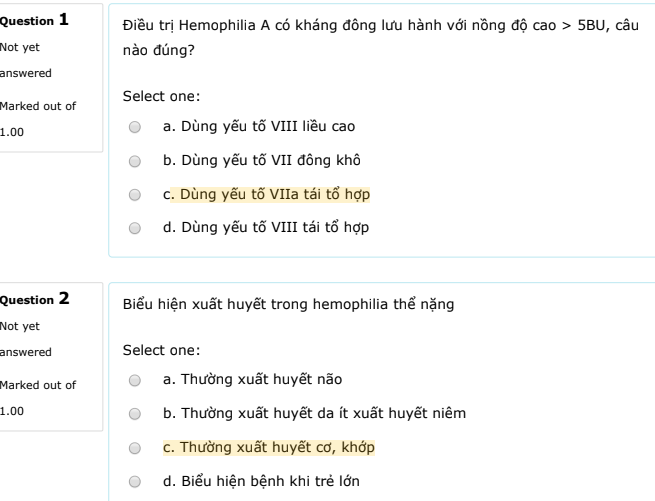 Question 1
Not yet
answered
Marked out of
1.00
Điều trị Hemophilia A có kháng đông lưu hành với nồng độ cao > 5BU, câu
nào đúng?
Select one:
a. Dùng yếu tố VIII liều cao
b. Dùng yếu tố VII đông khô
c. Dùng yếu tố VIIa tái tổ hợp
d. Dùng yếu tố VIII tái tổ hợp
Question 2
Not yet
answered
Marked out of
1.00
Biểu hiện xuất huyết trong hemophilia thể nặng
Select one:
a. Thường xuất huyết não
b. Thường xuất huyết da ít xuất huyết niêm
c. Thường xuất huyết cơ, khớp
d. Biểu hiện bệnh khi trẻ lớn